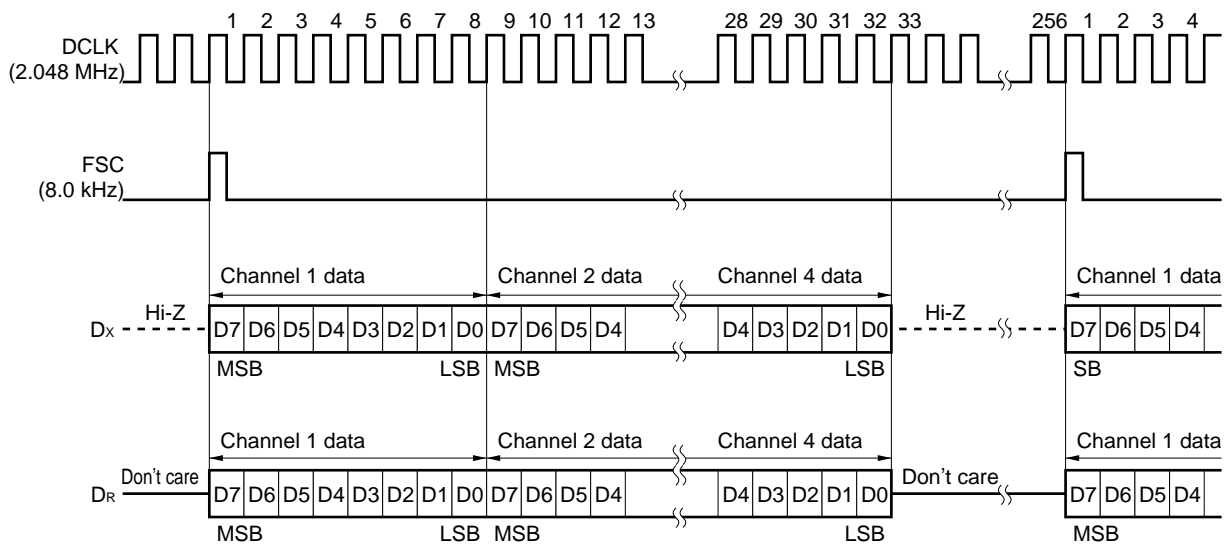 1 2 3 4 5 6 7 8 9 10 11 12 13 28 29 30 31 32 33 256 1 2 3 4
DCLK
(2.048 MHz)
FSC
(8.0 kHz)
Channel 1 data Channel 2 data Channel 4 data Channel 1 data
Hi-Z Hi-Z
DX D7 D6 D5 D4 D3 D2 D1 D0 D7 D6 D5 D4 D4 D3 D2 D1 D0 D7 D6 D5 D4
MSB LSB MSB LSB SB
Channel 1 data Channel 2 data Channel 4 data Channel 1 data
Don't care Don't care
DR D7 D6 D5 D4 D3 D2 D1 D0 D7 D6 D5 D4 D4 D3 D2 D1 D0 D7 D6 D5 D4
MSB LSB MSB LSB MSB